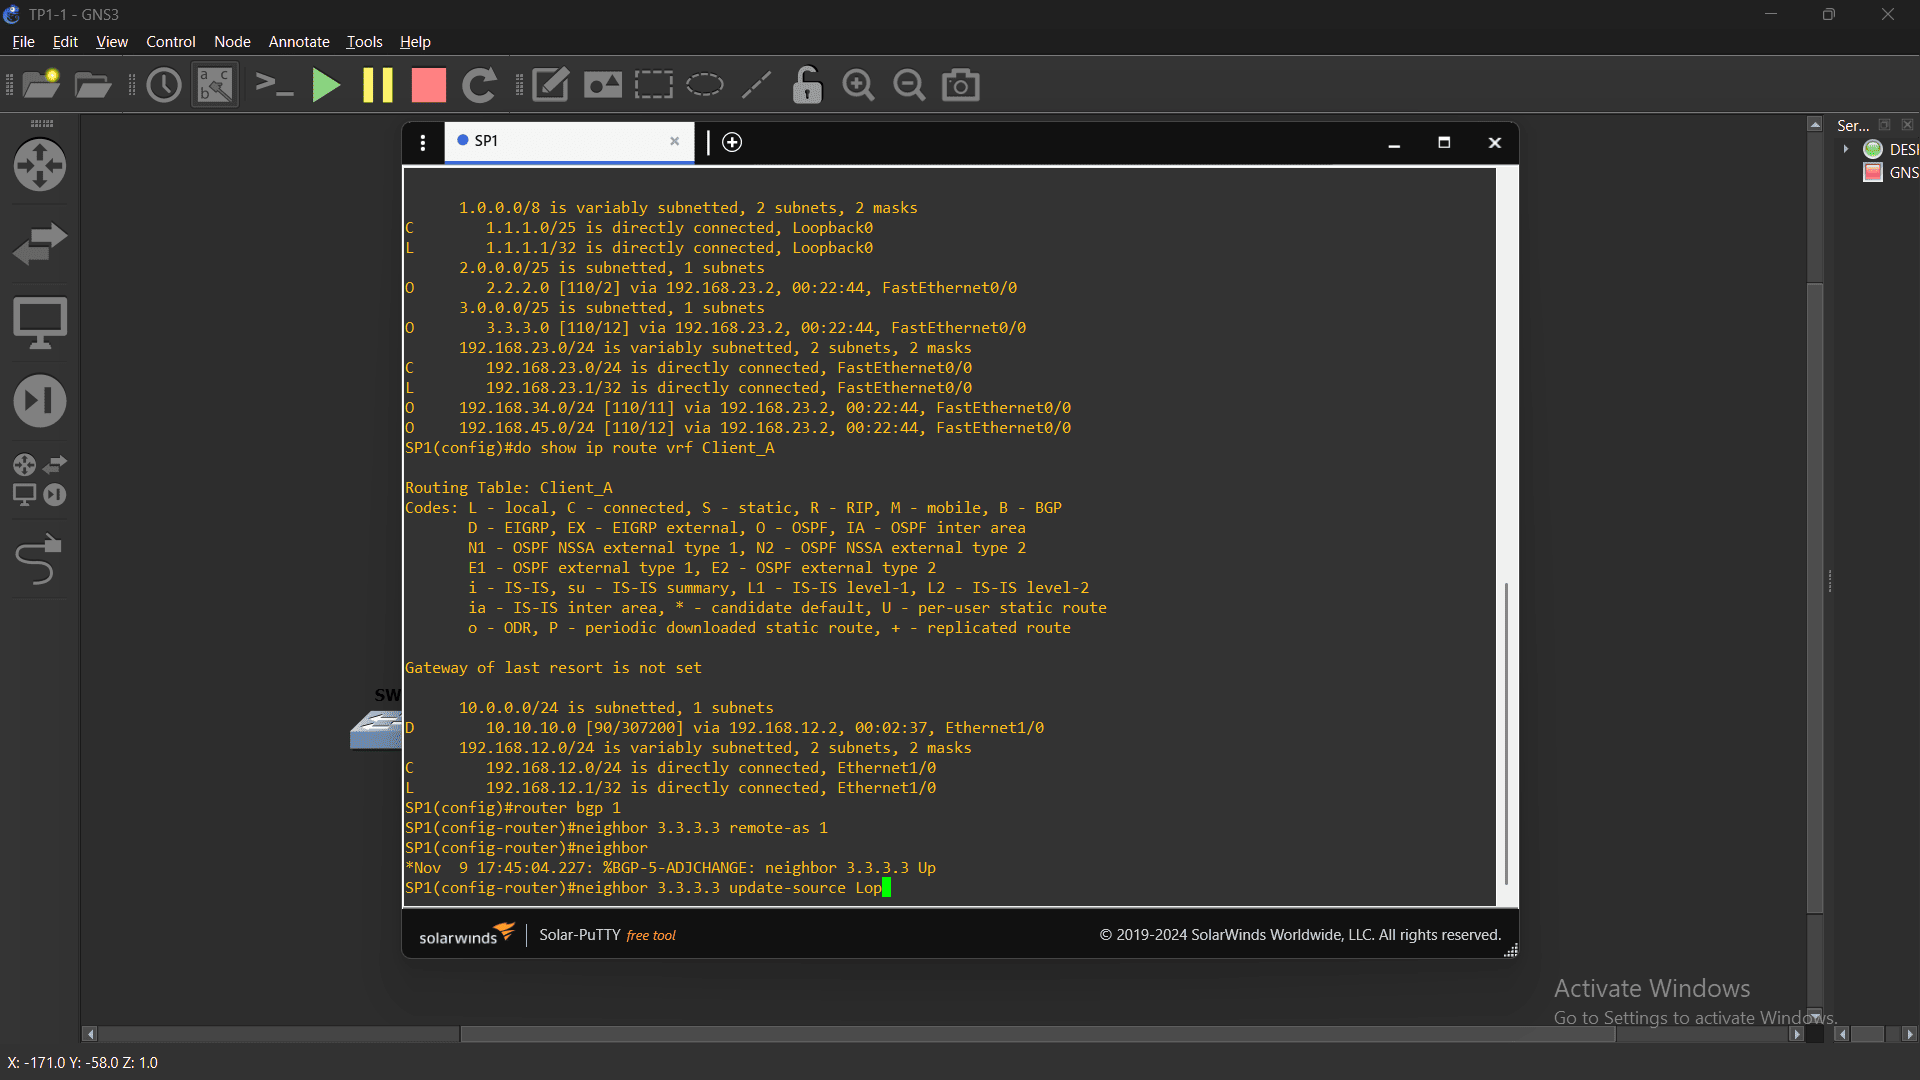 TP1-1 - GNS3
File Edit View Control Node Annotate Tools Help
SP1
Ser...
DESI
GNS
1.0.0.0/8 is variably subnetted, 2 subnets, 2 masks
C 1.1.1.0/25 is directly connected, Loopback0
L 1.1.1.1/32 is directly connected, Loopback0
2.0.0.0/25 is subnetted, 1 subnets
O 2.2.2.0 [110/2] via 192.168.23.2, 00:22:44, FastEthernet0/0
3.0.0.0/25 is subnetted, 1 subnets
O 3.3.3.0 [110/12] via 192.168.23.2, 00:22:44, FastEthernet0/0
192.168.23.0/24 is variably subnetted, 2 subnets, 2 masks
C 192.168.23.0/24 is directly connected, FastEthernet0/0
L 192.168.23.1/32 is directly connected, FastEthernet0/0
O 192.168.34.0/24 [110/11] via 192.168.23.2, 00:22:44, FastEthernet0/0
O 192.168.45.0/24 [110/12] via 192.168.23.2, 00:22:44, FastEthernet0/0
SP1(config)#do show ip route vrf Client_A
Routing Table: Client_A
Codes: L - local, C - connected, S - static, R - RIP, M - mobile, B - BGP
D - EIGRP, EX - EIGRP external, O - OSPF, IA - OSPF inter area
N1 - OSPF NSSA external type 1, N2 - OSPF NSSA external type 2
E1 - OSPF external type 1, E2 - OSPF external type 2
i - IS-IS, su - IS-IS summary, L1 - IS-IS level-1, L2 - IS-IS level-2
ia - IS-IS inter area, * - candidate default, U - per-user static route
o - ODR, P - periodic downloaded static route, + - replicated route
Gateway of last resort is not set
10.0.0.0/24 is subnetted, 1 subnets
D 10.10.10.0 [90/307200] via 192.168.12.2, 00:02:37, Ethernet1/0
192.168.12.0/24 is variably subnetted, 2 subnets, 2 masks
C 192.168.12.0/24 is directly connected, Ethernet1/0
L 192.168.12.1/32 is directly connected, Ethernet1/0
SP1(config)#router bgp 1
SP1(config-router)#neighbor 3.3.3.3 remote-as 1
SP1(config-router)#neighbor
*Nov 9 17:45:04.227: %BGP-5-ADJCHANGE: neighbor 3.3.3.3 Up
SP1(config-router)#neighbor 3.3.3.3 update-source Lop
SW
solarwinds Solar-PuTTY free tool © 2019-2024 SolarWinds Worldwide, LLC. All rights reserved.
Activate Windows
Go to Settings to activate Windows.
X: -171.0 Y: -58.0 Z: 1.0